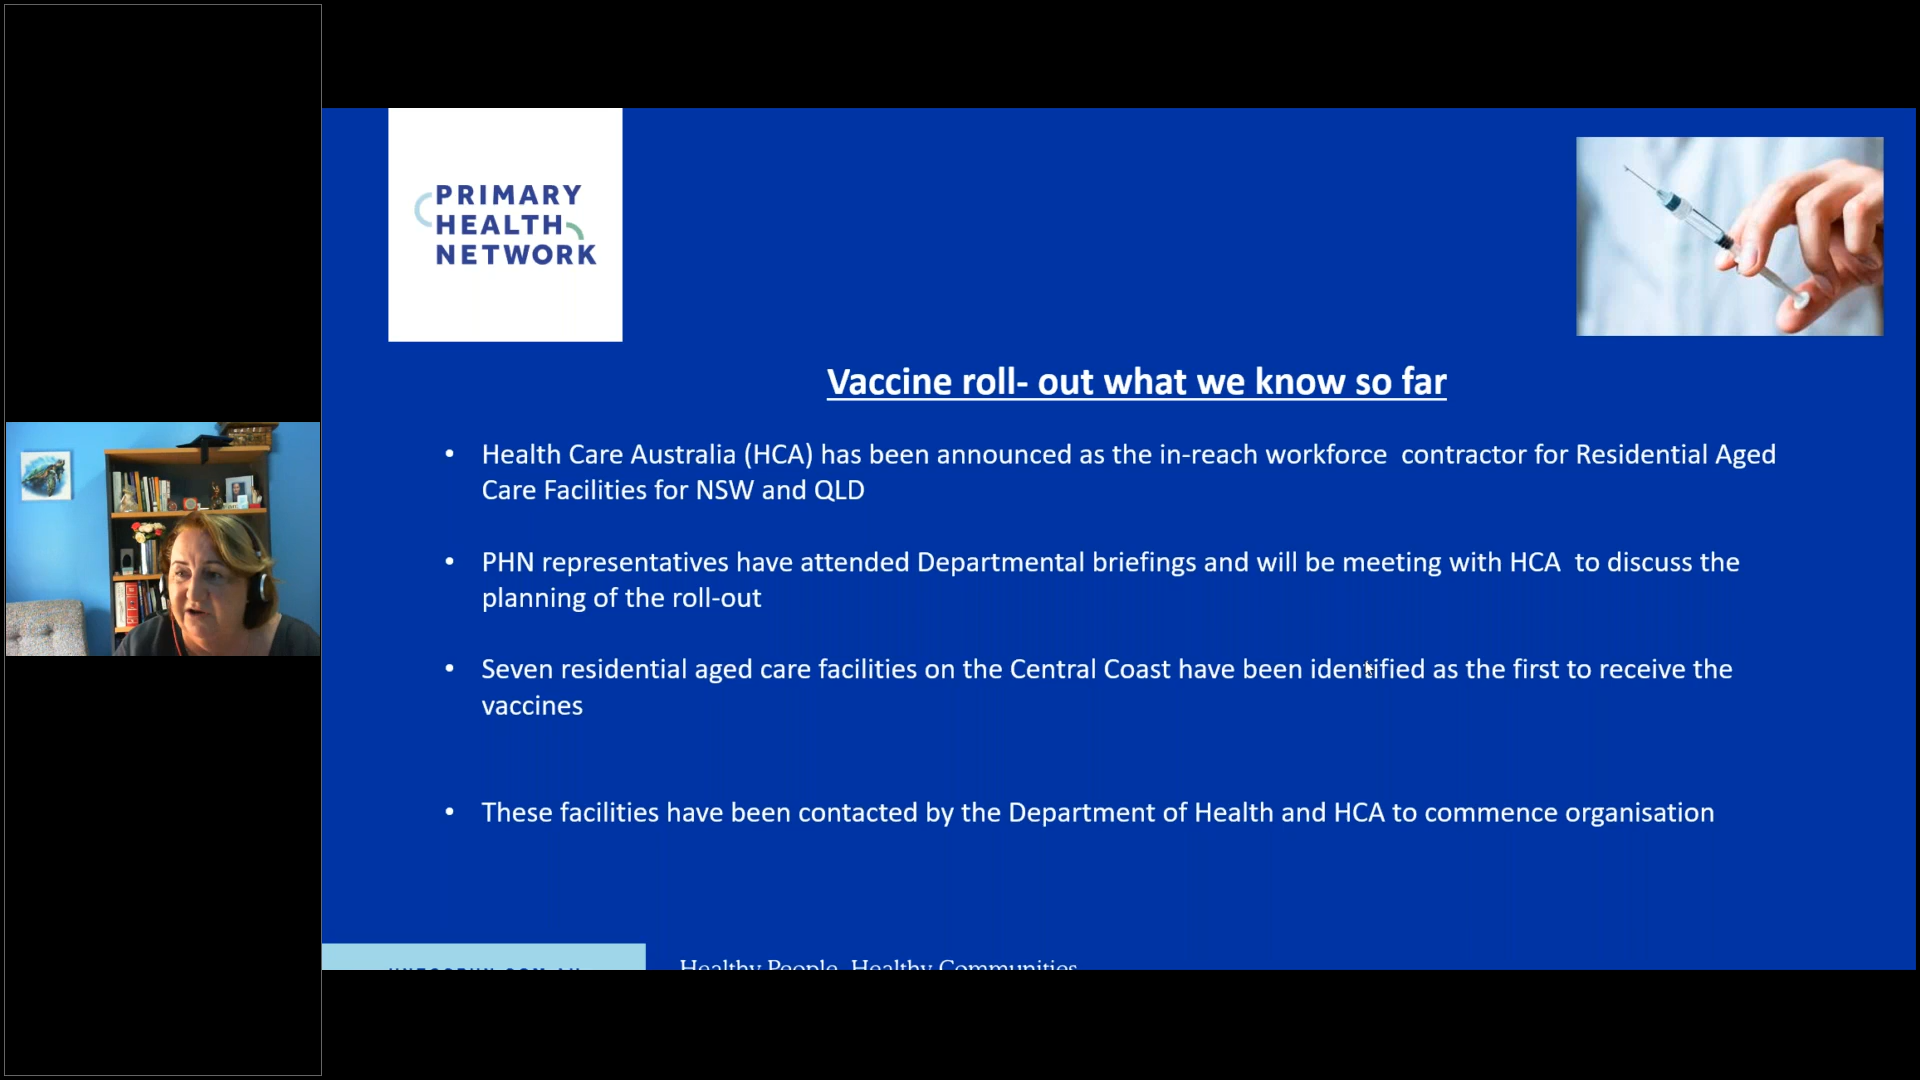 PRIMARY
HEALTH
NETWORK
Vaccine roll- out what we know so far
• Health Care Australia (HCA) has been announced as the in-reach workforce  contractor for Residential Aged
Care Facilities for NSW and QLD
• PHN representatives have attended Departmental briefings and will be meeting with HCA  to discuss the
planning of the roll-out
• Seven residential aged care facilities on the Central Coast have been identified as the first to receive the
vaccines
• These facilities have been contacted by the Department of Health and HCA to commence organisation
Healthy People, Healthy Communities